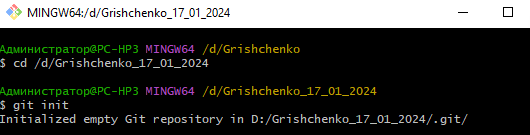 MINGW64:/d/Grishchenko_17_01_2024
Администратор@PC-HP3 MINGW64 /d/Grishchenko
$ cd /d/Grishchenko_17_01_2024
Администратор@PC-HP3 MINGW64 /d/Grishchenko_17_01_2024
$ git init
Initialized empty Git repository in D:/Grishchenko_17_01_2024/.git/